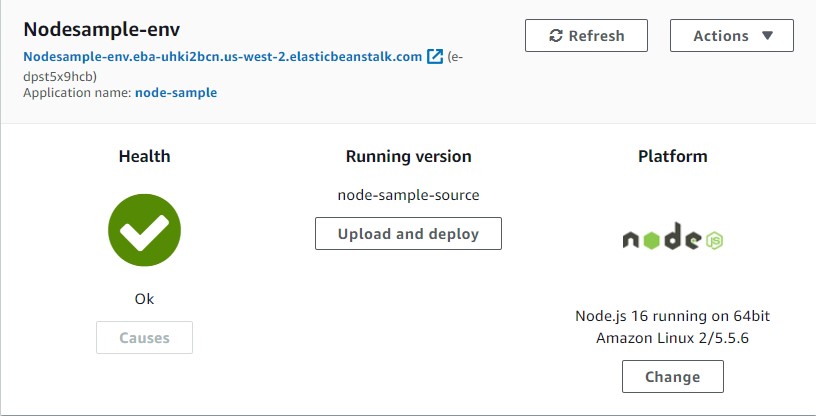 Nodesample-env
Refresh
Actions
Nodesample-env.eba-uhki2bcn.us-west-2.elasticbeanstalk.com (e-
dpst5x9hcb)
Application name: node-sample
Health
Running version
Platform
node-sample-source
Upload and deploy
node JS
Ok
Node.js 16 running on 64bit
Amazon Linux 2/5.5.6
Causes
Change